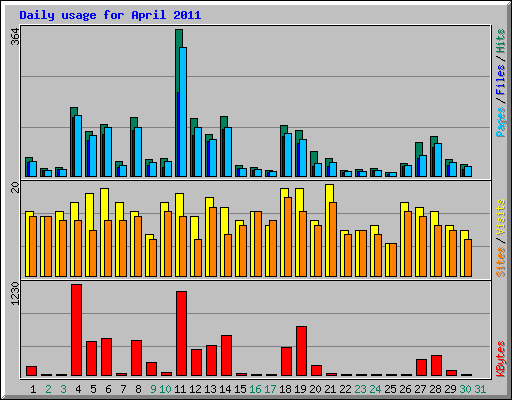 Daily usage for April 2011
364
Pages / Files / Hits
20
Sites / Visits
1230
KBytes
1 2 3 4 5 6 7 8 9 10 11 12 13 14 15 16 17 18 19 20 21 22 23 24 25 26 27 28 29 30 31